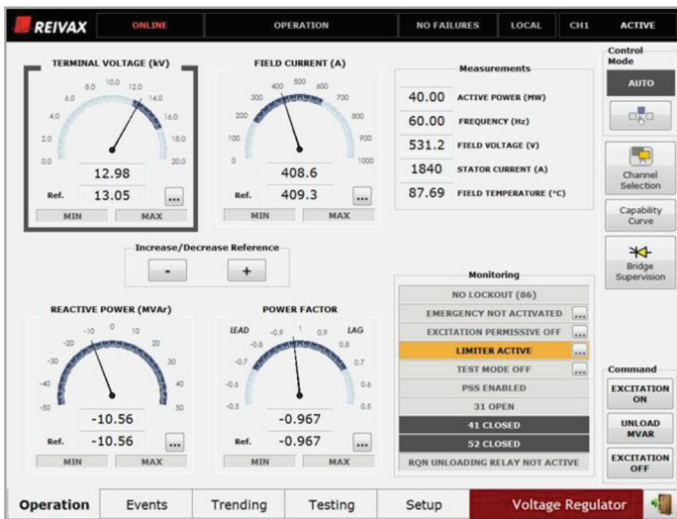 REIVAX ONLINE OPERATION NO FAILURES LOCAL CH1 ACTIVE
TERMINAL VOLTAGE (kV)
0.0 2.0 4.0 6.0 8.0 10.0 12.0 14.0 16.0 18.0 20.0
12.98
Ref. 13.05 ...
MIN MAX
FIELD CURRENT (A)
0 100 200 300 400 500 600 700 800 900 1000
408.6
Ref. 409.3 ...
MIN MAX
Measurements
40.00 ACTIVE POWER (MW)
60.00 FREQUENCY (Hz)
531.2 FIELD VOLTAGE (V)
1840 STATOR CURRENT (A)
87.69 FIELD TEMPERATURE (°C)
Control
Mode
AUTO
Channel
Selection
Capability
Curve
Bridge
Supervision
Increase/Decrease Reference
- +
REACTIVE POWER (MVAr)
-50 -40 -30 -20 -10 0 10 20 30 40 50
-10.56
Ref. -10.56 ...
MIN MAX
POWER FACTOR
LEAD LAG
-0.5 -0.6 -0.7 -0.8 -0.9 1 0.9 0.8 0.7 0.6 0.5
-0.967
Ref. -0.967 ...
MIN MAX
Monitoring
NO LOCKOUT (86)
EMERGENCY NOT ACTIVATED ...
EXCITATION PERMISSIVE OFF ...
LIMITER ACTIVE ...
TEST MODE OFF ...
PSS ENABLED
31 OPEN
41 CLOSED
52 CLOSED
RQN UNLOADING RELAY NOT ACTIVE
Command
EXCITATION
ON
UNLOAD
MVAR
EXCITATION
OFF
Operation Events Trending Testing Setup Voltage Regulator